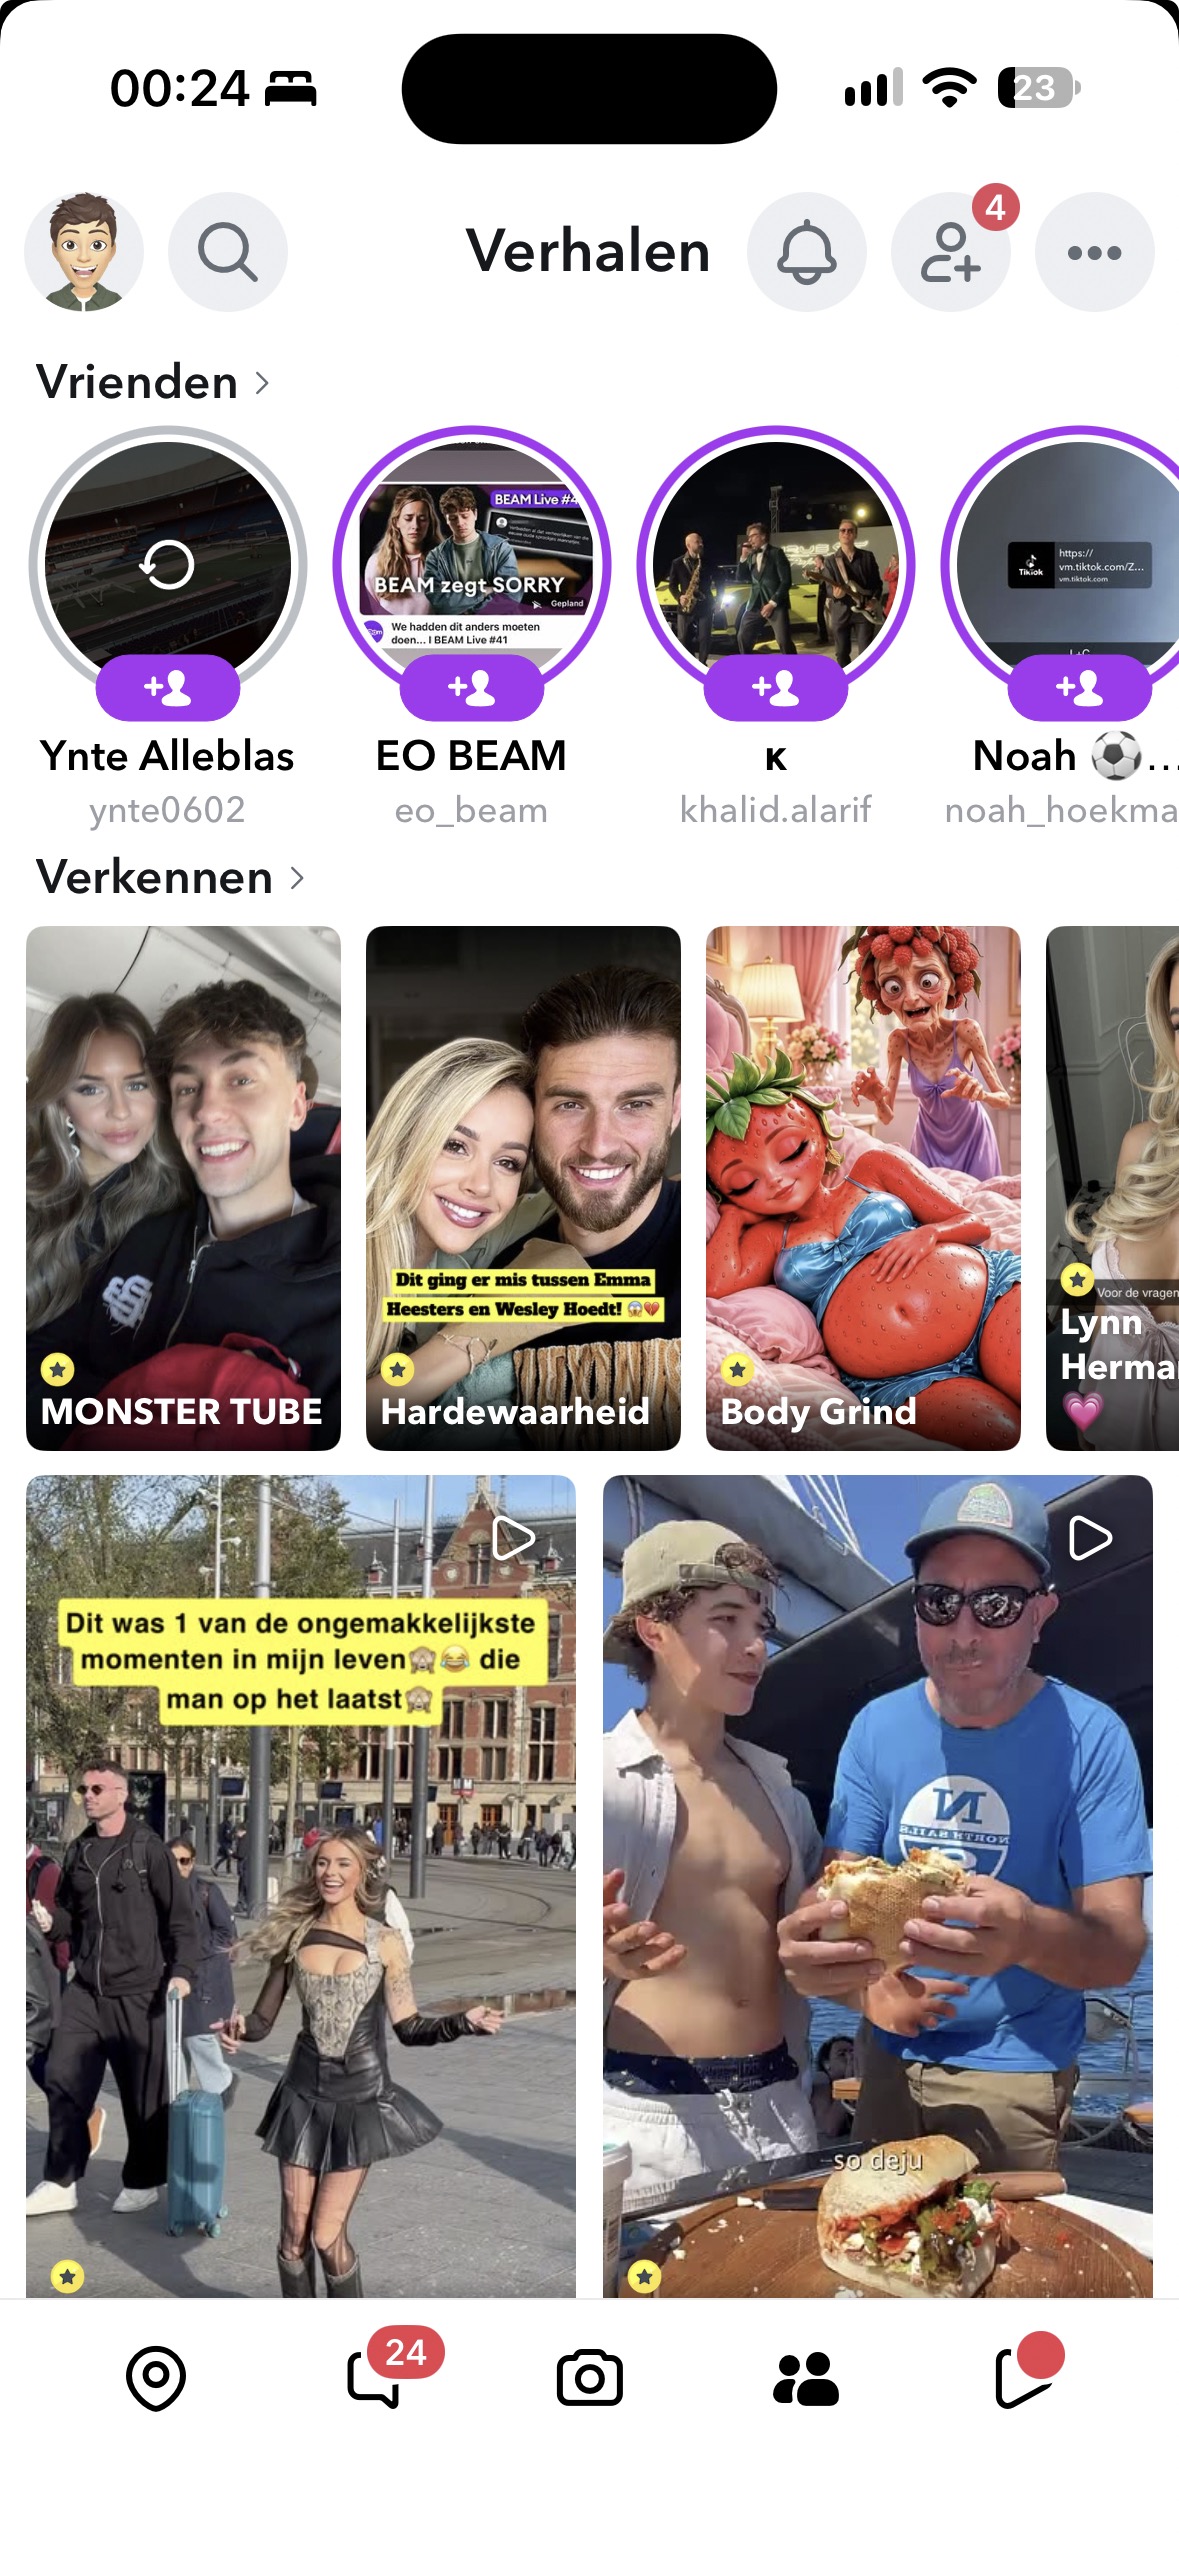 00:24
23
Verhalen
4
Vrienden
BEAM Live #4
BEAM zegt SORRY
Gepland
We hadden dit anders moeten
doen... I BEAM Live #41
https://
vm.tiktok.com/Z...
vm.tiktok.com
TikTok
Ynte Alleblas
ynte0602
EO BEAM
eo_beam
ĸ
khalid.alarif
Noah ⚽...
noah_hoekma
Verkennen
MONSTER TUBE
Dit ging er mis tussen Emma
Heesters en Wesley Hoedt! 😱💔
Hardewaarheid
Body Grind
Voor de vragen
Lynn
Herma
💗
Dit was 1 van de ongemakkelijkste
momenten in mijn leven🙈😂 die
man op het laatst🙈
NORTH SAILS
so deju
24